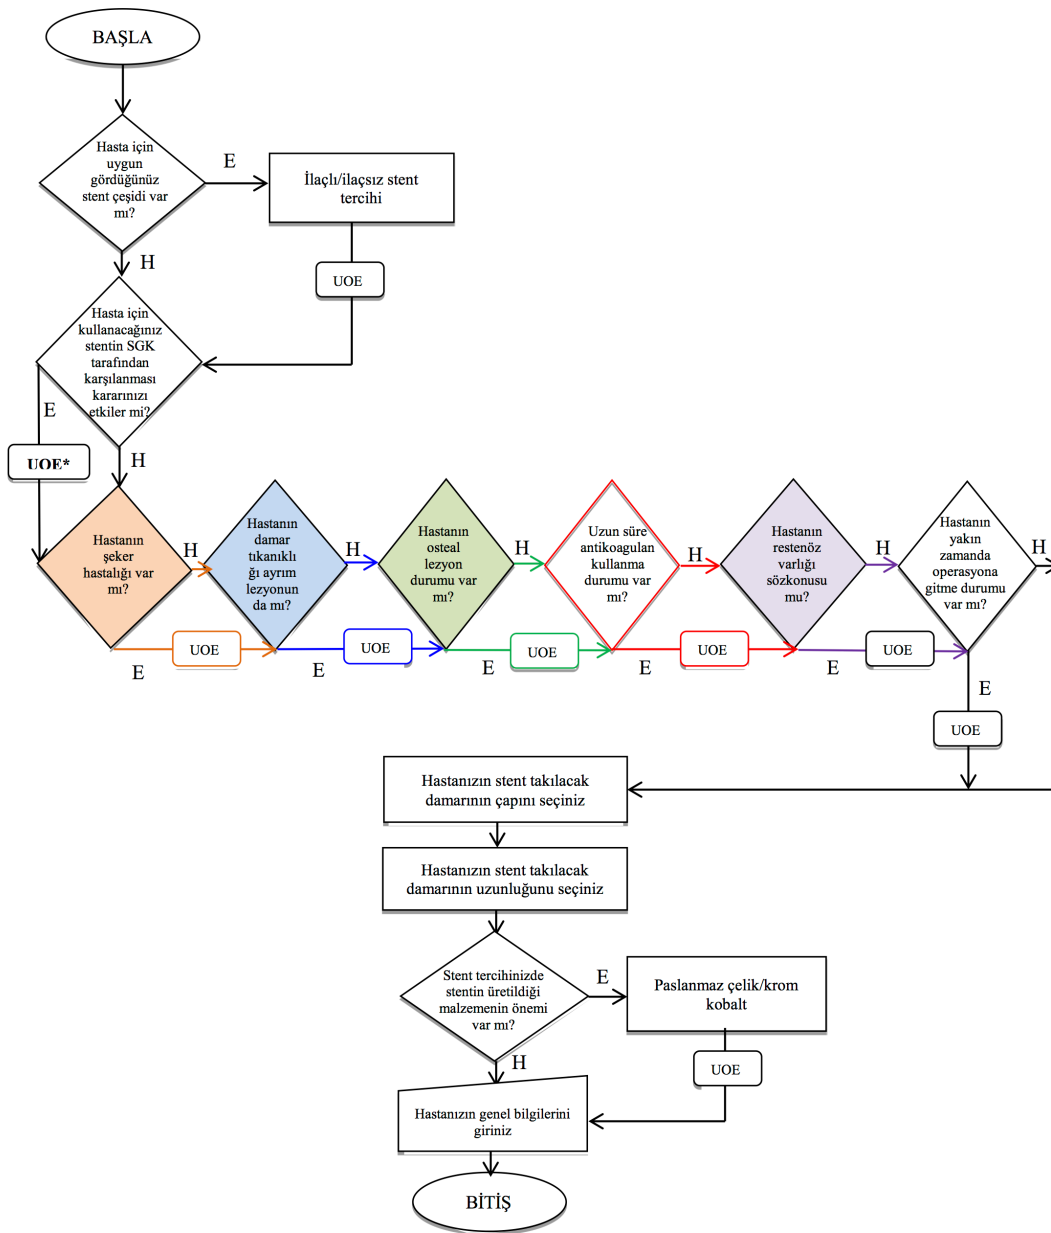 BAŞLA
Hasta için
uygun
gördüğünüz
stent çeşidi var
mı?
E
İlaçlı/ilaçsız stent
tercihi
H
UOE
Hasta için
kullanacağınız
stentin SGK
tarafından
karşılanması
kararınızı
etkiler mi?
E
UOE*
H
Hastanın
şeker
hastalığı var
mı?
H
E
UOE
Hastanın
damar
tıkanıklı
ğı ayrım
lezyonun
da mı?
H
E
UOE
Hastanın
osteal
lezyon
durumu var
mı?
H
E
UOE
Uzun süre
antikoagulan
kullanma
durumu var
mı?
H
E
UOE
Hastanın
restenöz
varlığı
sözkonusu
mu?
H
E
UOE
Hastanın
yakın
zamanda
operasyona
gitme durumu
var mı?
H
E
UOE
Hastanızın stent takılacak
damarının çapını seçiniz
Hastanızın stent takılacak
damarının uzunluğunu seçiniz
Stent tercihinizde
stentin üretildiği
malzemenin önemi
var mı?
E
Paslanmaz çelik/krom
kobalt
H
UOE
Hastanızın genel bilgilerini
giriniz
BİTİŞ